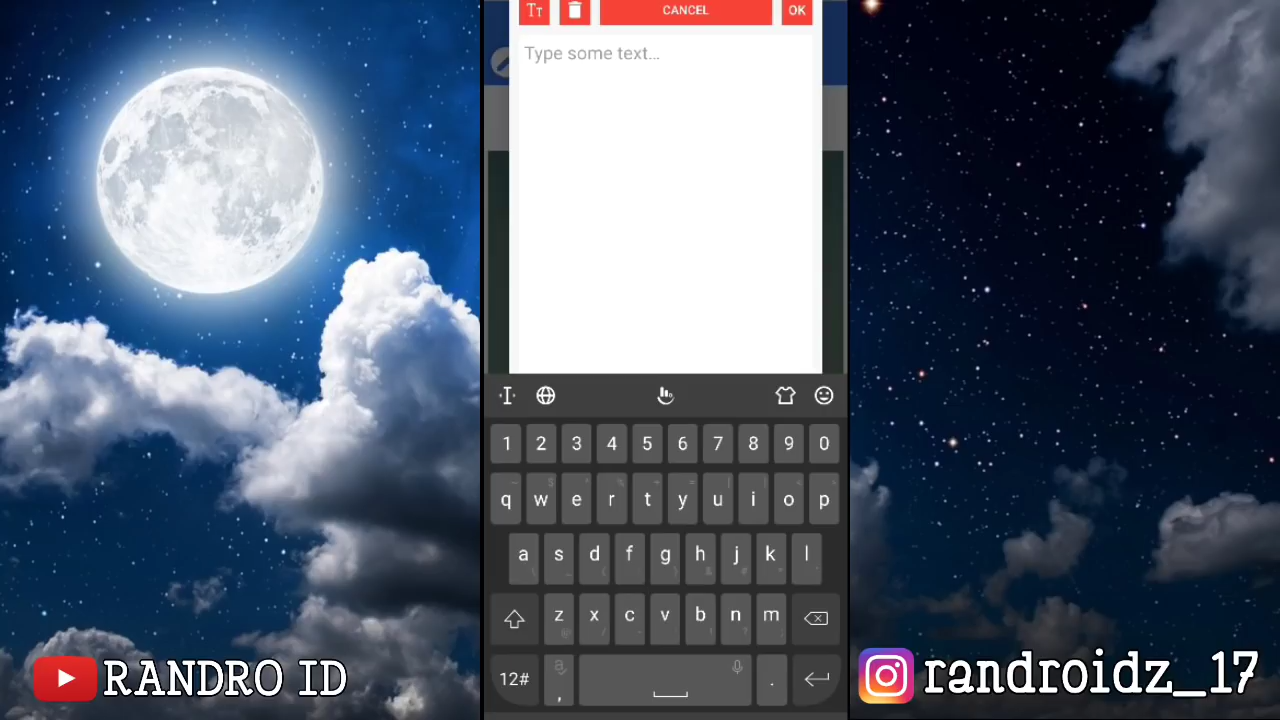 Tt
CANCEL
OK
Type some text...
1 2 3 4 5 6 7 8 9 0
q w e r t y u i o p
a s d f g h j k l
z x c v b n m
12# , .
RANDRO ID
randroidz_17